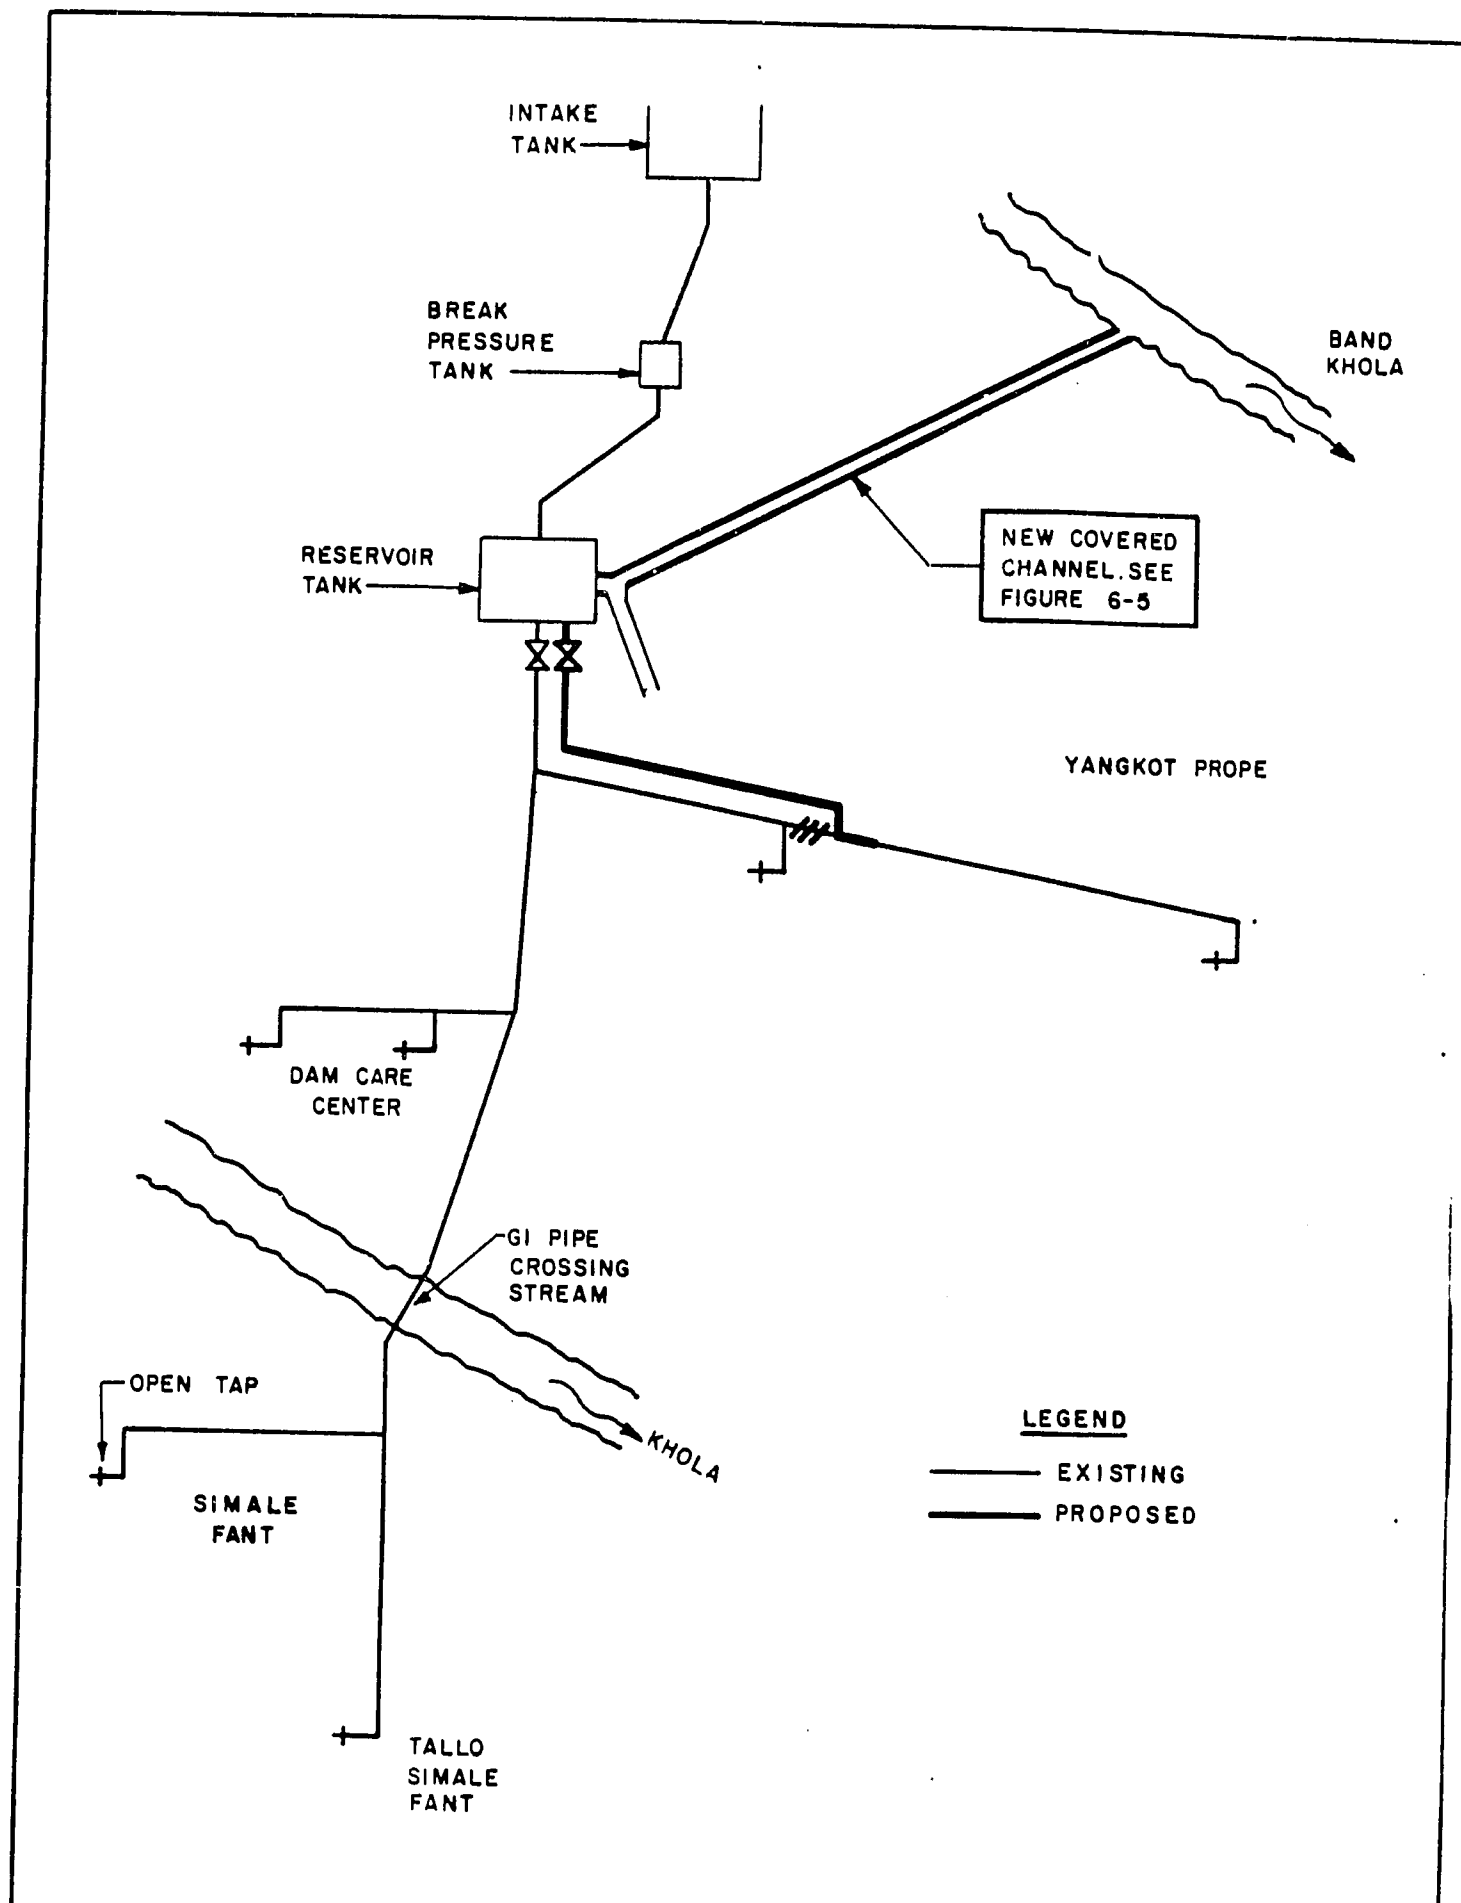 INTAKE
TANK
BREAK
PRESSURE
TANK
BAND
KHOLA
RESERVOIR
TANK
NEW COVERED
CHANNEL. SEE
FIGURE 6-5
YANGKOT PROPE
DAM CARE
CENTER
GI PIPE
CROSSING
STREAM
OPEN TAP
KHOLA
SIMALE
FANT
LEGEND
EXISTING
PROPOSED
TALLO
SIMALE
FANT